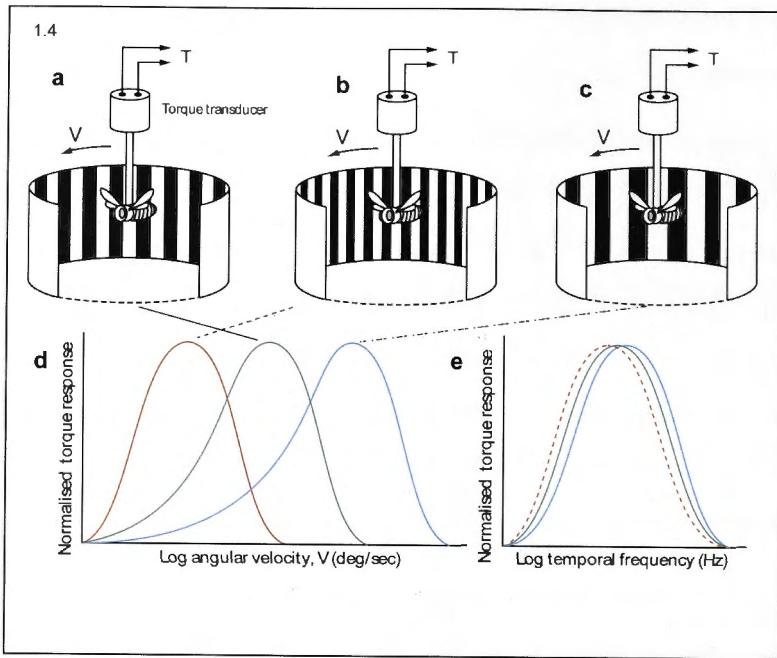 1.4
a
T
Torque transducer
V
b
T
V
c
T
V
d
Normalised torque response
Log angular velocity, V (deg/sec)
e
Normalised torque response
Log temporal frequency (Hz)